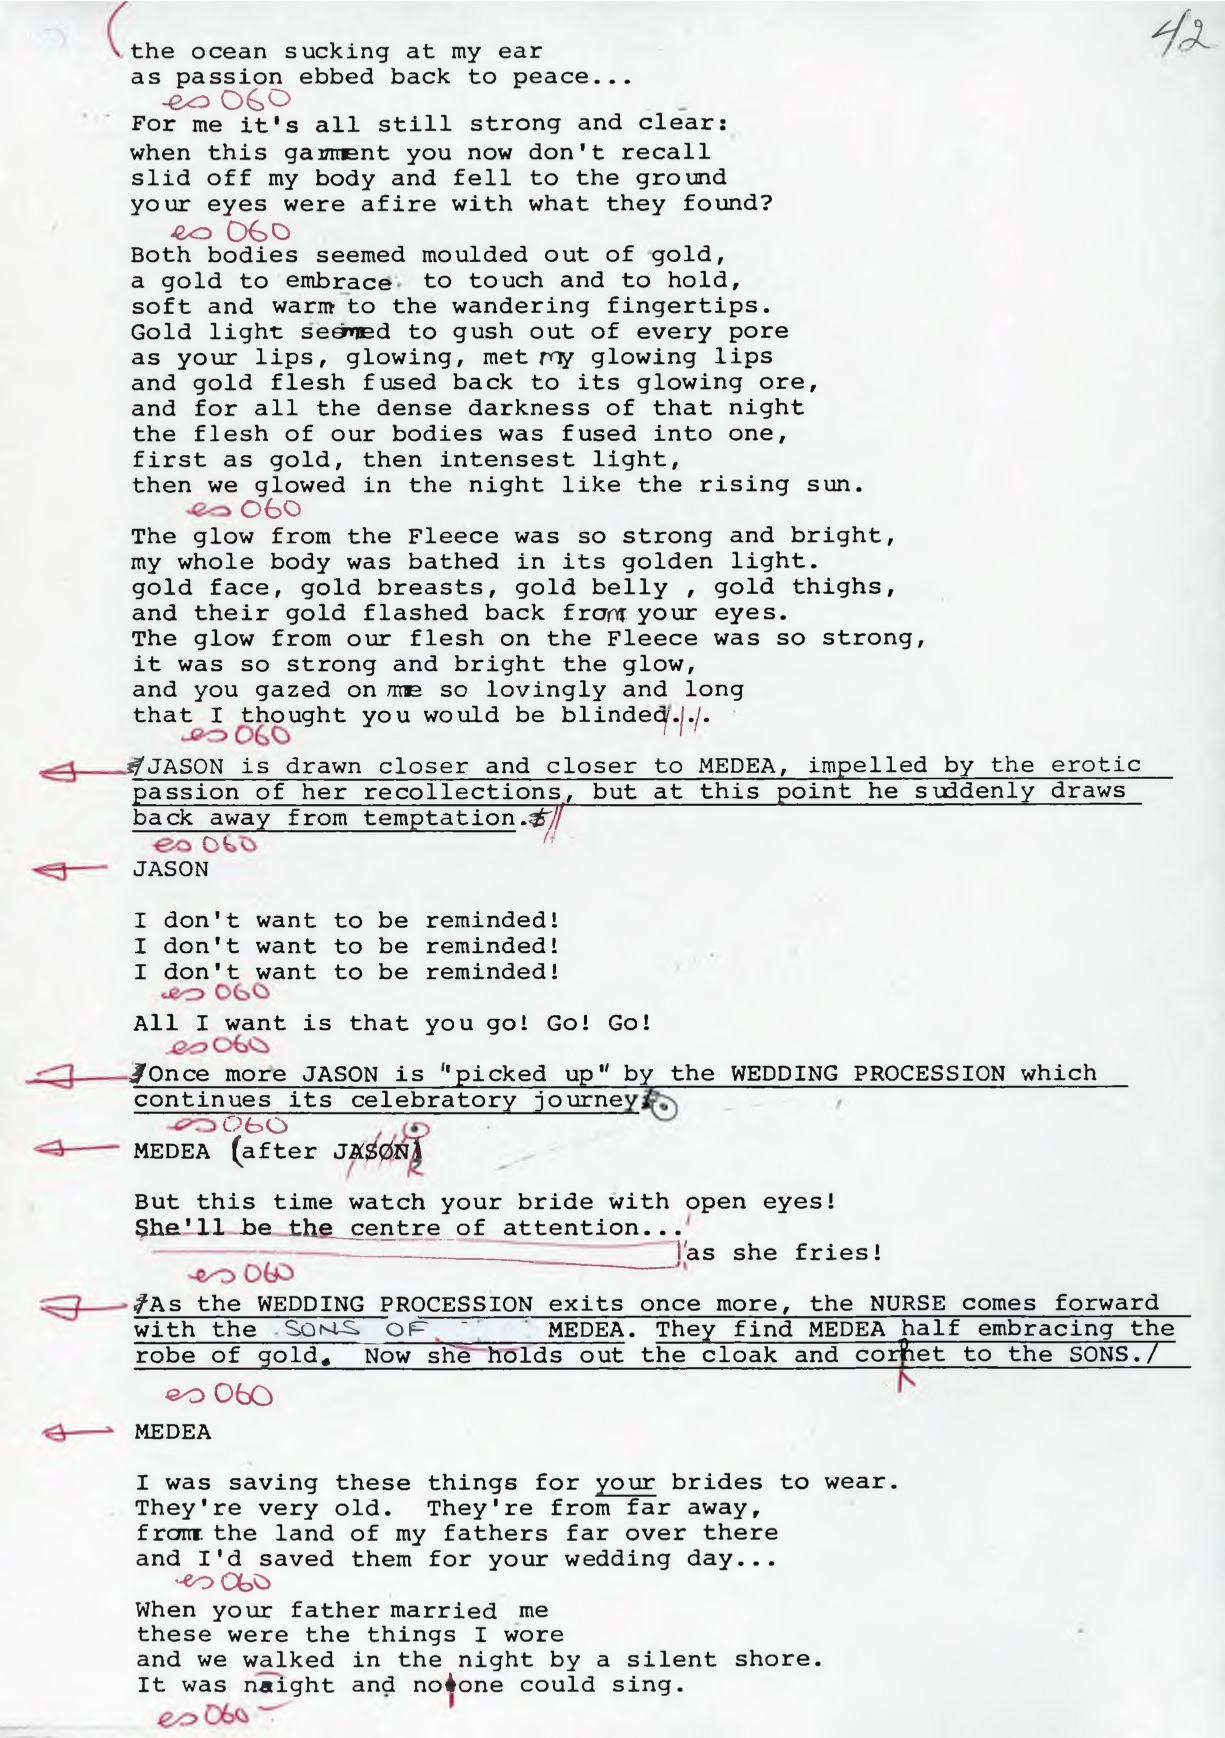 42
the ocean sucking at my ear
as passion ebbed back to peace...
es 060
For me it's all still strong and clear:
when this garment you now don't recall
slid off my body and fell to the ground
your eyes were afire with what they found?
es 060
Both bodies seemed moulded out of gold,
a gold to embrace to touch and to hold,
soft and warm to the wandering fingertips.
Gold light seemed to gush out of every pore
as your lips, glowing, met my glowing lips
and gold flesh fused back to its glowing ore,
and for all the dense darkness of that night
the flesh of our bodies was fused into one,
first as gold, then intensest light,
then we glowed in the night like the rising sun.
es 060
The glow from the Fleece was so strong and bright,
my whole body was bathed in its golden light.
gold face, gold breasts, gold belly , gold thighs,
and their gold flashed back from your eyes.
The glow from our flesh on the Fleece was so strong,
it was so strong and bright the glow,
and you gazed on me so lovingly and long
that I thought you would be blinded...
es 060
/JASON is drawn closer and closer to MEDEA, impelled by the erotic
passion of her recollections, but at this point he suddenly draws
back away from temptation.
es 060
JASON
I don't want to be reminded!
I don't want to be reminded!
I don't want to be reminded!
es 060
All I want is that you go! Go! Go!
es 060
/Once more JASON is "picked up" by the WEDDING PROCESSION which
continues its celebratory journey.
es 060
MEDEA (after JASON)
But this time watch your bride with open eyes!
She'll be the centre of attention...
as she fries!
es 060
/As the WEDDING PROCESSION exits once more, the NURSE comes forward
with the SONS OF MEDEA. They find MEDEA half embracing the
robe of gold. Now she holds out the cloak and cornet to the SONS./
es 060
MEDEA
I was saving these things for your brides to wear.
They're very old. They're from far away,
from the land of my fathers far over there
and I'd saved them for your wedding day...
es 060
When your father married me
these were the things I wore
and we walked in the night by a silent shore.
It was naight and no one could sing.
es 060